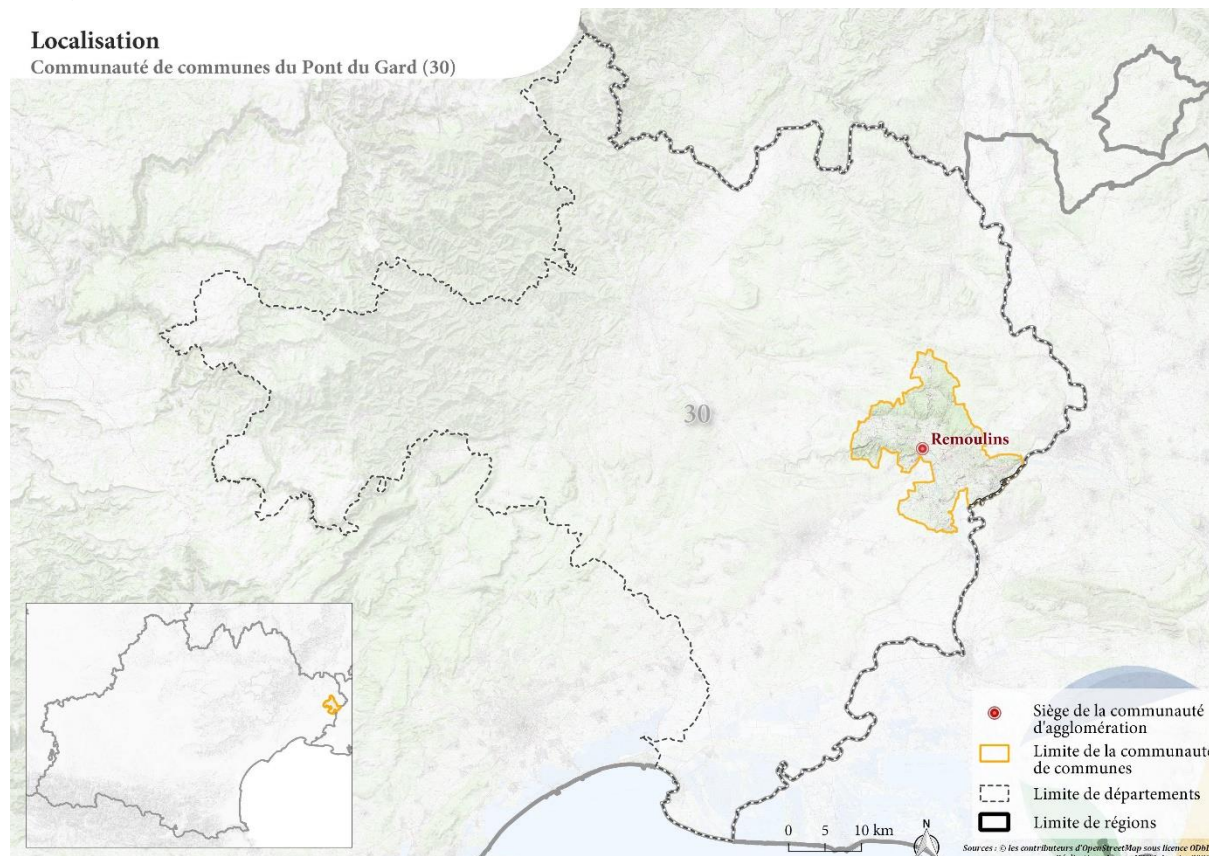 Localisation
Communauté de communes du Pont du Gard (30)
30
Remoulins
Siège de la communauté
d'agglomération
Limite de la communauté
de communes
Limite de départements
Limite de régions
0 5 10 km
N
Sources : © les contributeurs d'OpenStreetMap sous licence ODbL